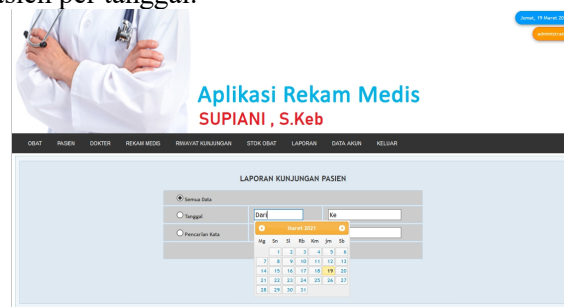 asien per tanggal.
Jumat, 19 Maret 20
Aplikasi Rekam Medis
SUPIANI , S.Keb
OBAT PASIEN DOKTER REKAM MEDIS RIWAYAT KUNJUNGAN STOK OBAT LAPORAN DATA AKUN KELUAR
LAPORAN KUNJUNGAN PASIEN
Semua Data
Tanggal Dari Ke
Pencarian Kata
Maret 2021
Mg Sn Sl Rb Km jm Sb
1 2 3 4 5 6
7 8 9 10 11 12 13
14 15 16 17 18 19 20
21 22 23 24 25 26 27
28 29 30 31